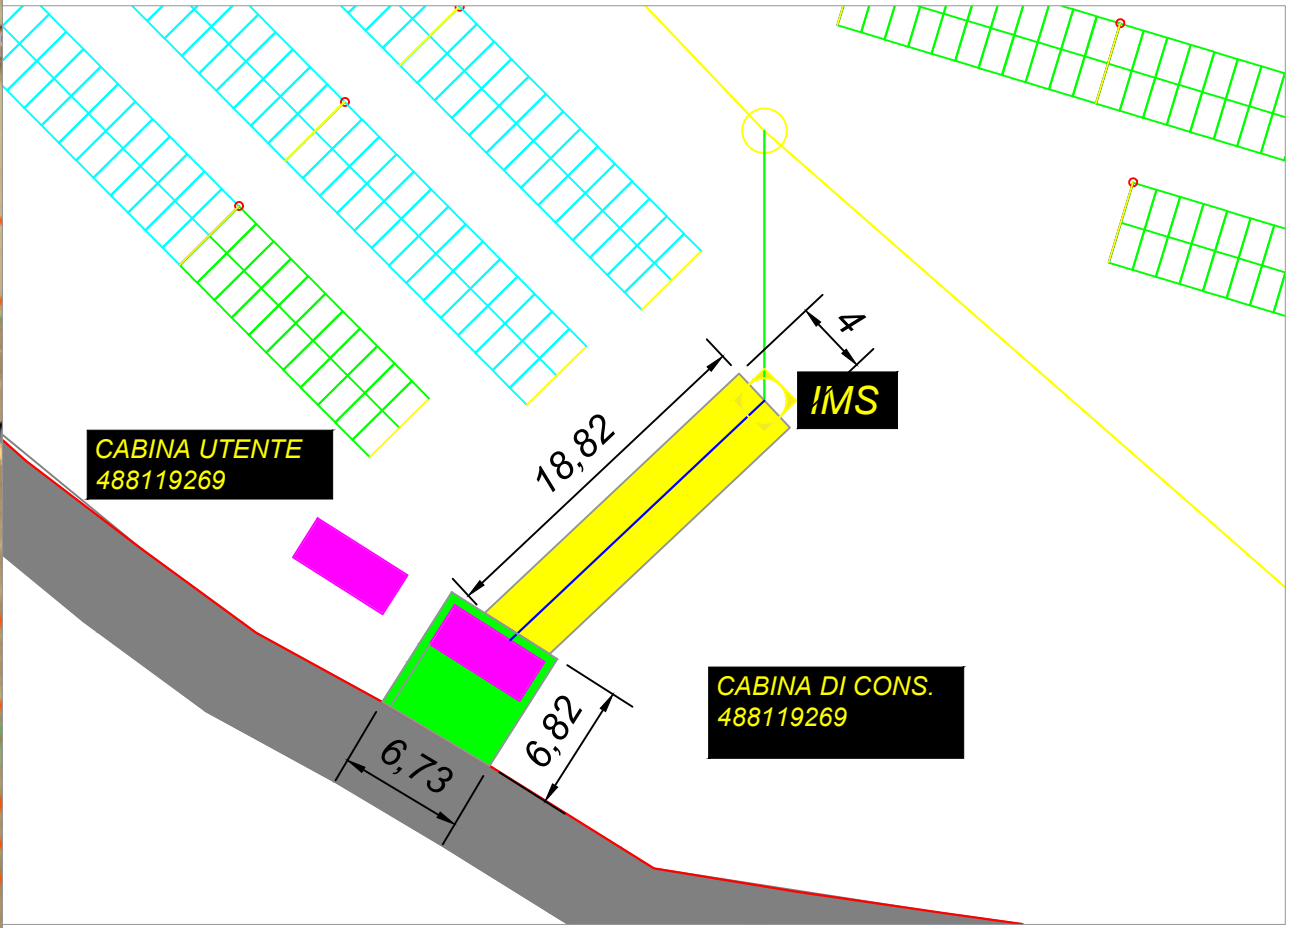 4
IMS
18,82
CABINA UTENTE
488119269
CABINA DI CONS.
488119269
6,82
6,73